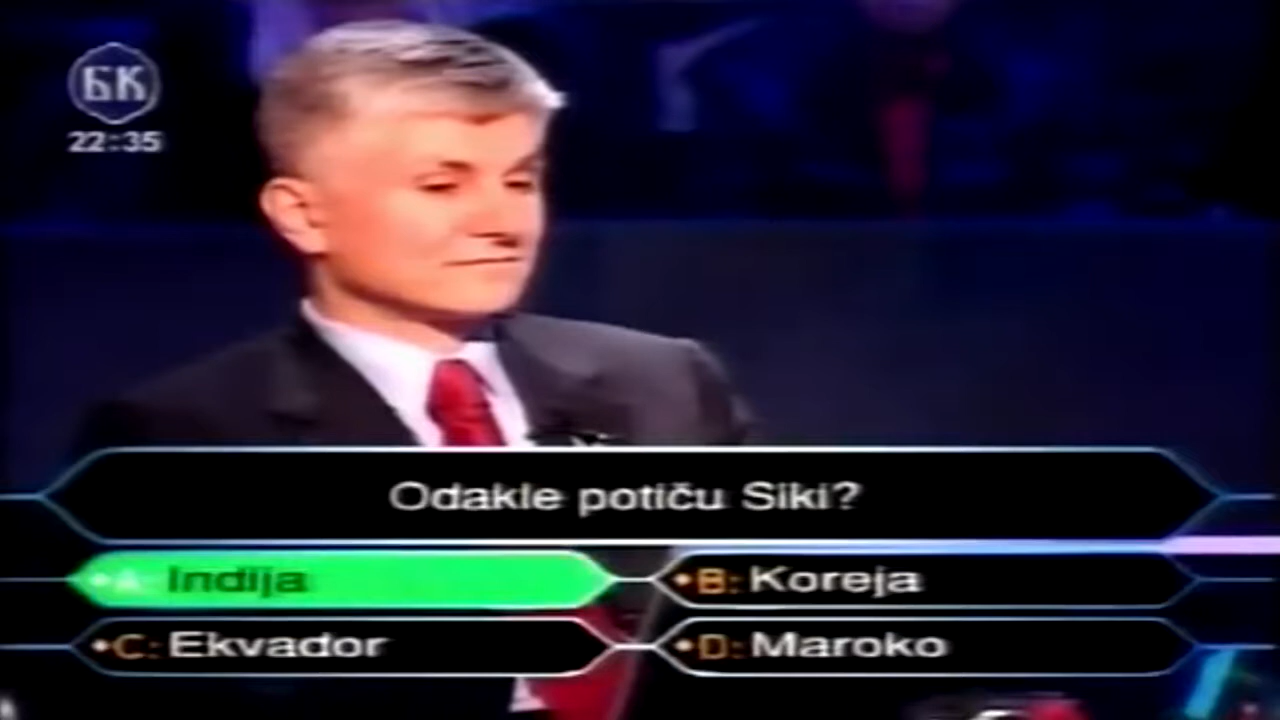 БК
22:35
Odakle potiču Siki?
A: Indija
B: Koreja
C: Ekvador
D: Maroko